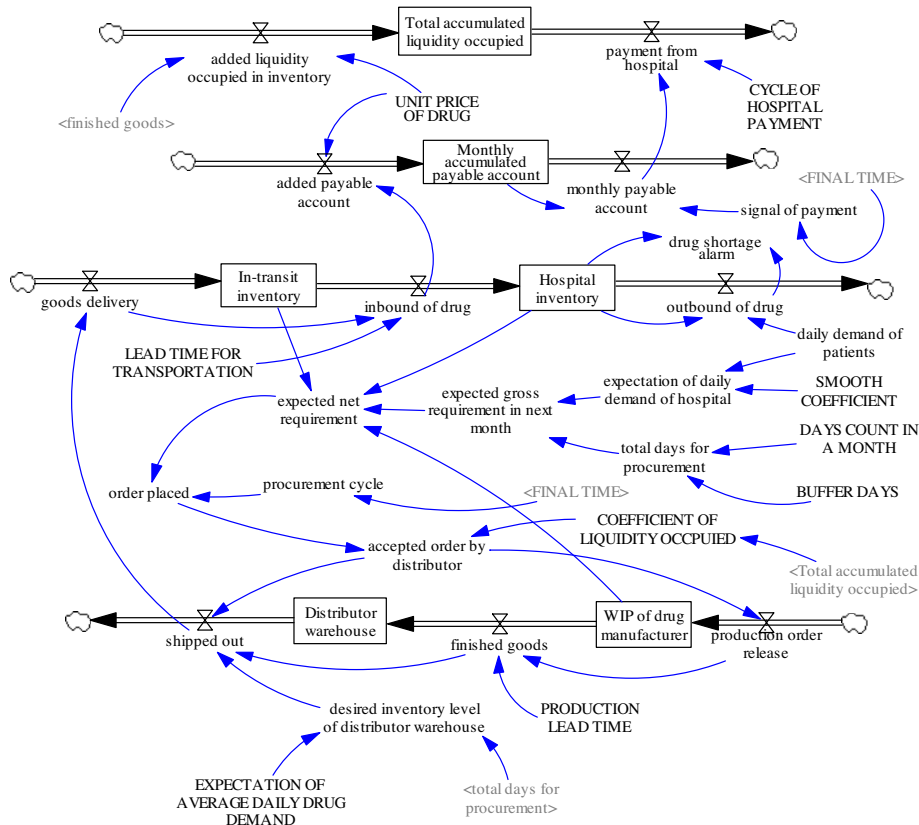 Total accumulated
liquidity occupied
added liquidity
occupied in inventory
payment from
hospital
<finished goods>
UNIT PRICE
OF DRUG
CYCLE OF
HOSPITAL
PAYMENT
Monthly
accumulated
payable account
added payable
account
monthly payable
account
<FINAL TIME>
signal of payment
drug shortage
alarm
In-transit
inventory
Hospital
inventory
goods delivery
inbound of drug
outbound of drug
LEAD TIME FOR
TRANSPORTATION
daily demand of
patients
expected net
requirement
expected gross
requirement in next
month
expectation of daily
demand of hospital
SMOOTH
COEFFICIENT
total days for
procurement
DAYS COUNT IN
A MONTH
order placed
procurement cycle
<FINAL TIME>
BUFFER DAYS
accepted order by
distributor
COEFFICIENT OF
LIQUIDITY OCCPUIED
<Total accumulated
liquidity occupied>
Distributor
warehouse
WIP of drug
manufacturer
shipped out
finished goods
production order
release
desired inventory level
of distributor warehouse
PRODUCTION
LEAD TIME
EXPECTATION OF
AVERAGE DAILY DRUG
DEMAND
<total days for
procurement>